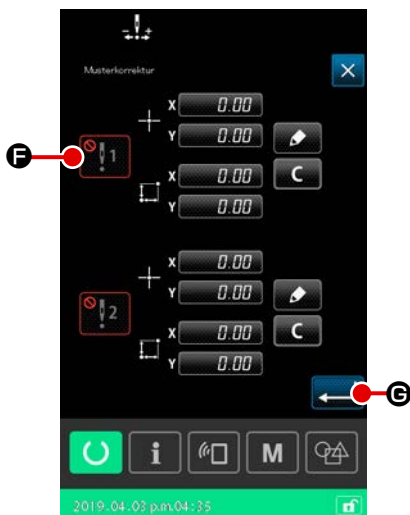 Musterkorrektur
X 0.00
Y 0.00
F
1
C
X 0.00
Y 0.00
X 0.00
Y 0.00
2
C
X 0.00
Y 0.00
G
i M
2019.04.03 p.m.04:35